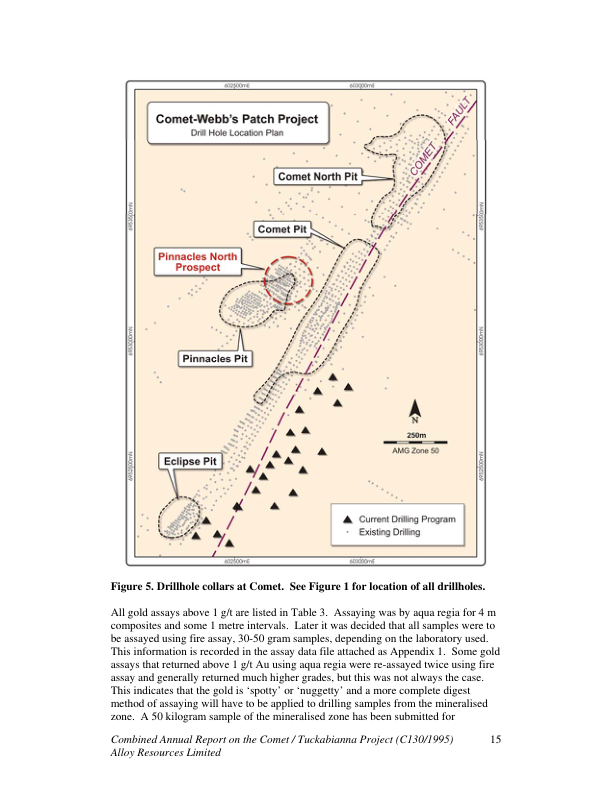 602500mE
603000mE
Comet-Webb's Patch Project
Drill Hole Location Plan
FAULT
COMET
Comet North Pit
Comet Pit
Pinnacles North
Prospect
Pinnacles Pit
N
250m
AMG Zone 50
Eclipse Pit
Current Drilling Program
Existing Drilling
602500mE
603000mE
Figure 5. Drillhole collars at Comet. See Figure 1 for location of all drillholes.
All gold assays above 1 g/t are listed in Table 3. Assaying was by aqua regia for 4 m
composites and some 1 metre intervals. Later it was decided that all samples were to
be assayed using fire assay, 30-50 gram samples, depending on the laboratory used.
This information is recorded in the assay data file attached as Appendix 1. Some gold
assays that returned above 1 g/t Au using aqua regia were re-assayed twice using fire
assay and generally returned much higher grades, but this was not always the case.
This indicates that the gold is 'spotty' or 'nuggetty' and a more complete digest
method of assaying will have to be applied to drilling samples from the mineralised
zone. A 50 kilogram sample of the mineralised zone has been submitted for
Combined Annual Report on the Comet / Tuckabianna Project (C130/1995) 15
Alloy Resources Limited